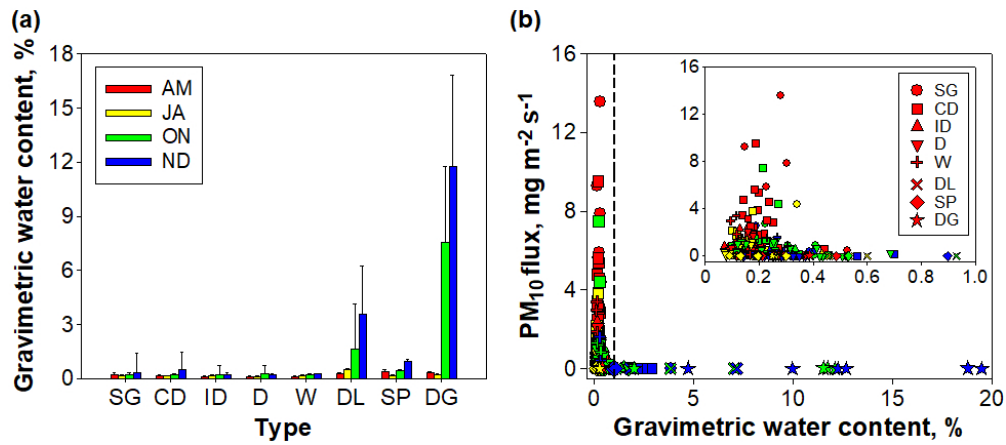 (a)
Gravimetric water content, %
18
15
12
9
6
3
0
AM
JA
ON
ND
SG CD ID D W DL SP DG
Type
(b)
PM10 flux, mg m-2 s-1
16
12
8
4
0
16
12
8
4
0
SG
CD
ID
D
W
DL
SP
DG
0 0.2 0.4 0.6 0.8 1.0
0 5 10 15 20
Gravimetric water content, %